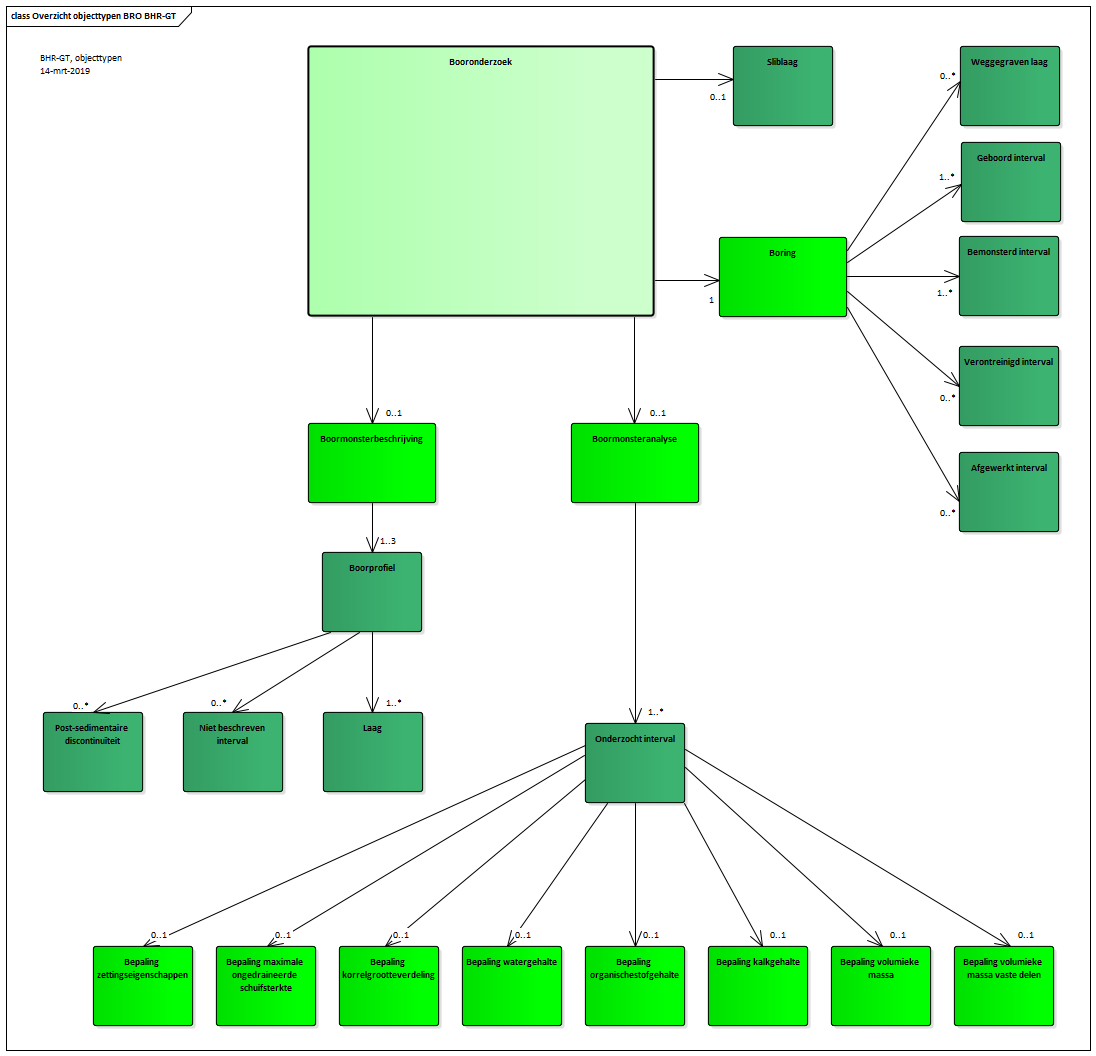 class Overzicht objecttypen BRO BHR-GT
BHR-GT, objecttypen
14-mrt-2019
Booronderzoek
Sliblaag
0..1
Weggegraven laag
0..*
Geboord interval
1..*
Boring
1
Bemonsterd interval
1..*
Verontreinigd interval
0..*
Afgewerkt interval
0..*
0..1
0..1
Boormonsterbeschrijving
Boormonsteranalyse
1..3
Boorprofiel
0..*
0..*
1..*
1..*
Post-sedimentaire
discontinuïteit
Niet beschreven
interval
Laag
Onderzocht interval
0..1
0..1
0..1
0..1
0..1
0..1
0..1
0..1
Bepaling
zettingseigenschappen
Bepaling maximale
ongedraineerde
schuifsterkte
Bepaling
korrelgrootteverdeling
Bepaling watergehalte
Bepaling
organischestofgehalte
Bepaling kalkgehalte
Bepaling volumieke
massa
Bepaling volumieke
massa vaste delen